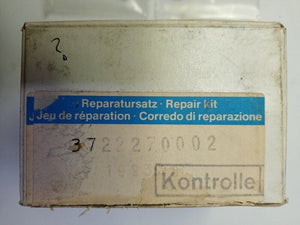 ?
Reparatursatz · Repair kit
Jeu de réparation · Corredo di reparazione
3722270002
Kontrolle